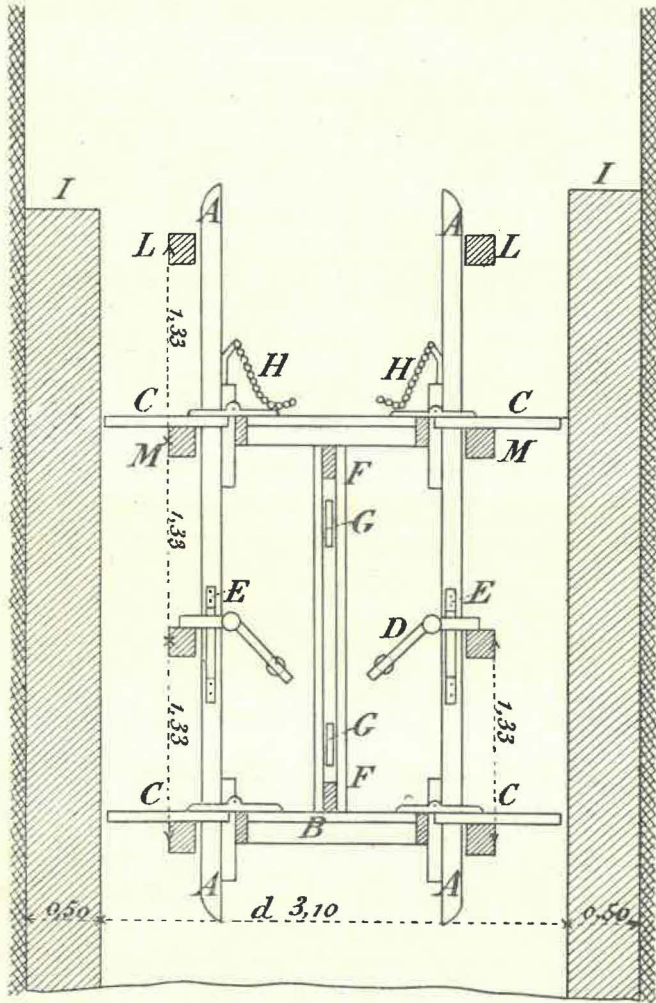 I I
A A
L L
1,33
H H
C C
M M
F
G
1,33
E E
D
G
1,33 1,33
F
C C
B
A A
0,50 d 3,10 0,50